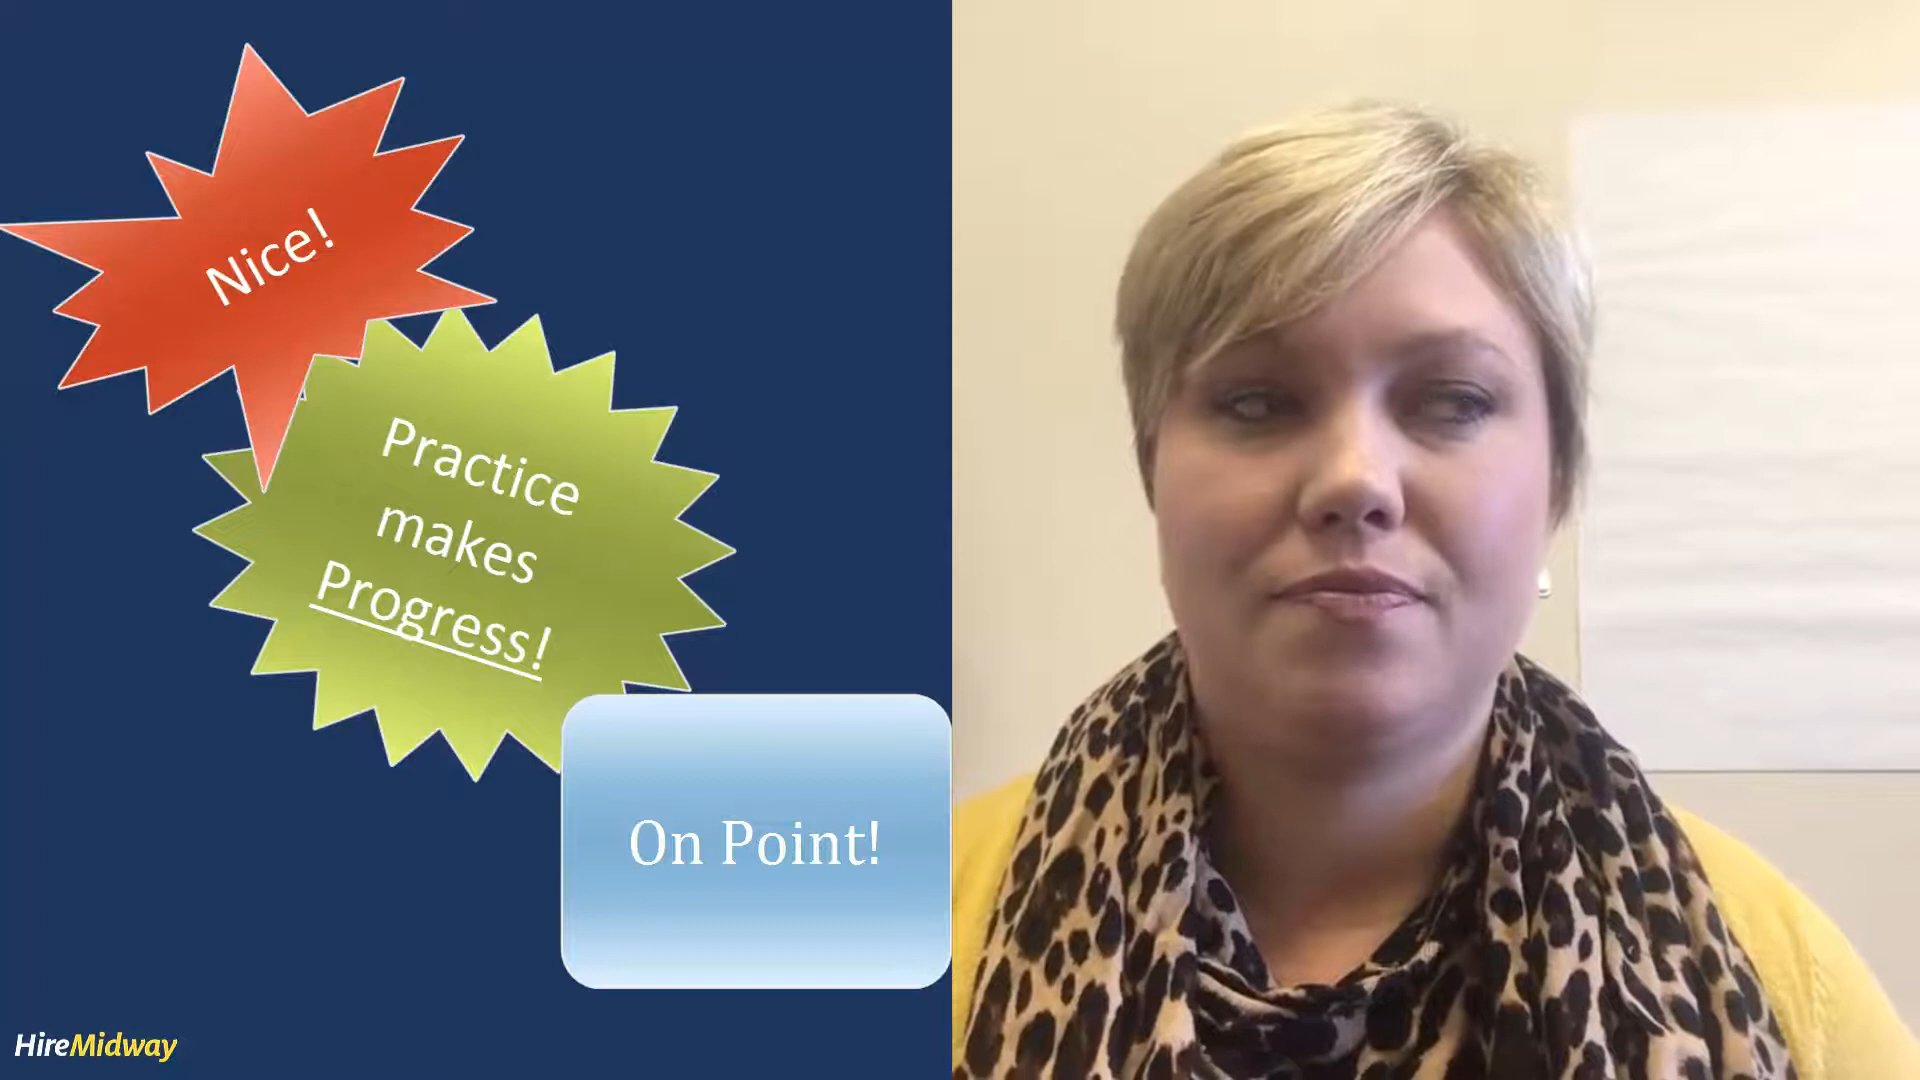 Nice!
Practice
makes
Progress!
On Point!
HireMidway